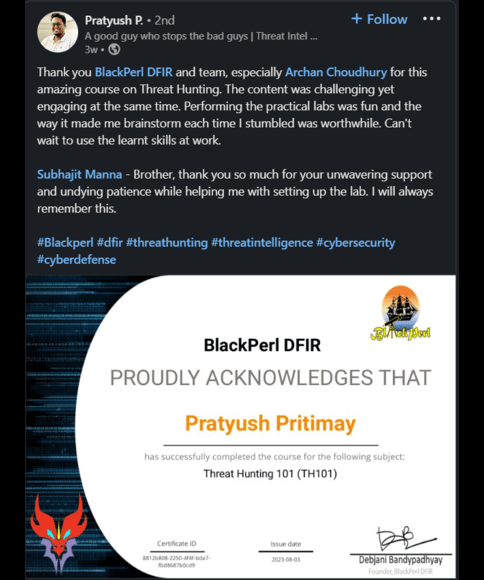 Pratyush P. • 2nd
+ Follow
A good guy who stops the bad guys | Threat Intel ...
3w •
Thank you BlackPerl DFIR and team, especially Archan Choudhury for this
amazing course on Threat Hunting. The content was challenging yet
engaging at the same time. Performing the practical labs was fun and the
way it made me brainstorm each time I stumbled was worthwhile. Can't
wait to use the learnt skills at work.
Subhajit Manna - Brother, thank you so much for your unwavering support
and undying patience while helping me with setting up the lab. I will always
remember this.
#Blackperl #dfir #threathunting #threatintelligence #cybersecurity
#cyberdefense
BlackPerl
BlackPerl DFIR
PROUDLY ACKNOWLEDGES THAT
Pratyush Pritimay
has successfully completed the course for the following subject:
Threat Hunting 101 (TH101)
Certificate ID
Issue date
2023-08-03
Debjani Bandypadhyay
Founder, BlackPerl DFIR